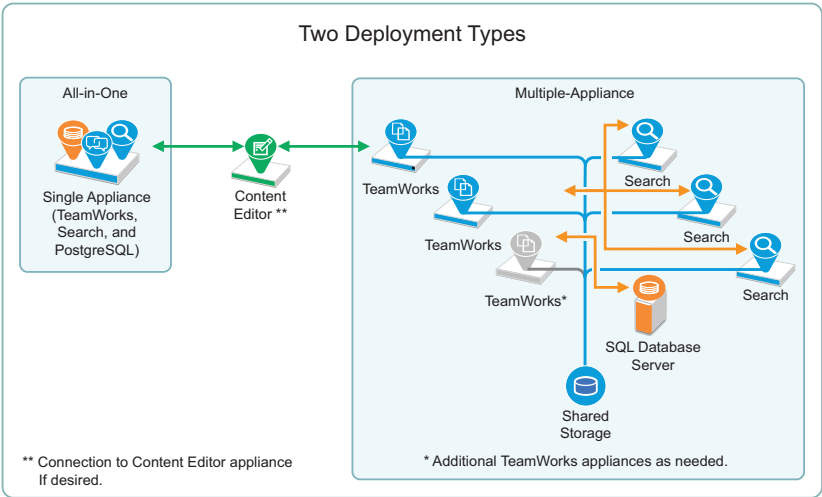 Two Deployment Types
All-in-One
Single Appliance
(TeamWorks,
Search, and
PostgreSQL)
Content
Editor **
Multiple-Appliance
TeamWorks
Search
TeamWorks
Search
TeamWorks*
Search
SQL Database
Server
Shared
Storage
** Connection to Content Editor appliance
If desired.
* Additional TeamWorks appliances as needed.